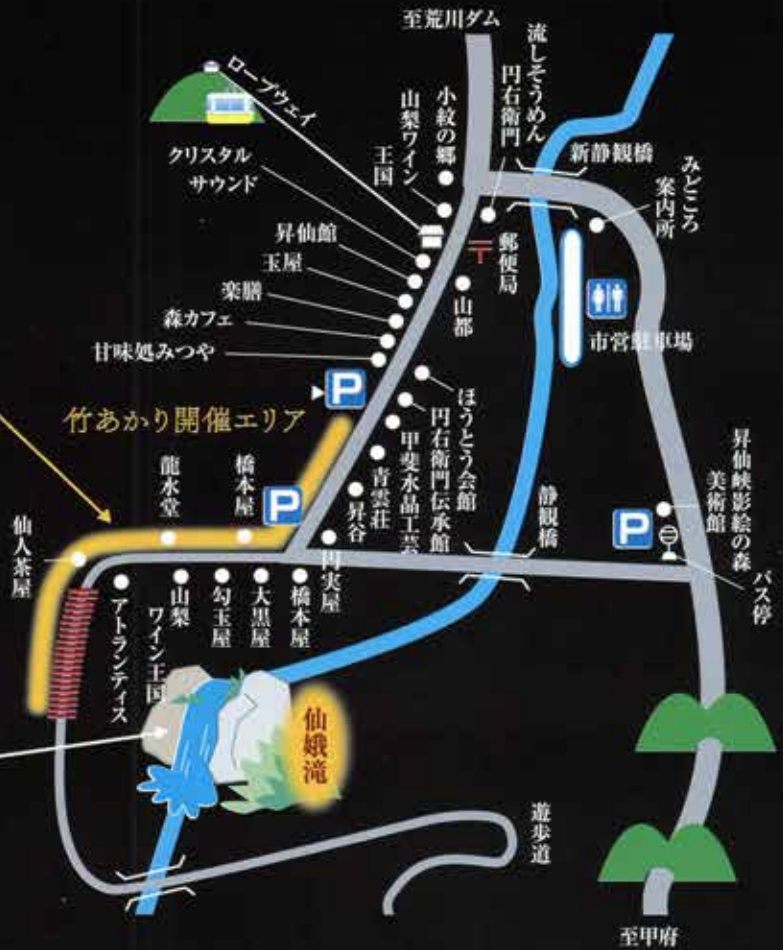 至荒川ダム
ロープウェイ
流しそうめん
円右衛門
小紋の郷
山梨ワイン
王国
クリスタル
サウンド
新静観橋
みどころ
案内所
昇仙館
玉屋
楽膳
森カフェ
甘味処みつや
郵便局
山都
市営駐車場
P
竹あかり開催エリア
ほうとう会館
円右衛門伝承館
甲斐水晶工芸
青雲荘
昇谷
静観橋
昇仙峡影絵の森
美術館
P
バス停
P
龍水堂
橋本屋
仙人茶屋
円実屋
橋本屋
大黒屋
勾玉屋
山梨
ワイン王国
アトランティス
仙娥滝
遊歩道
至甲府